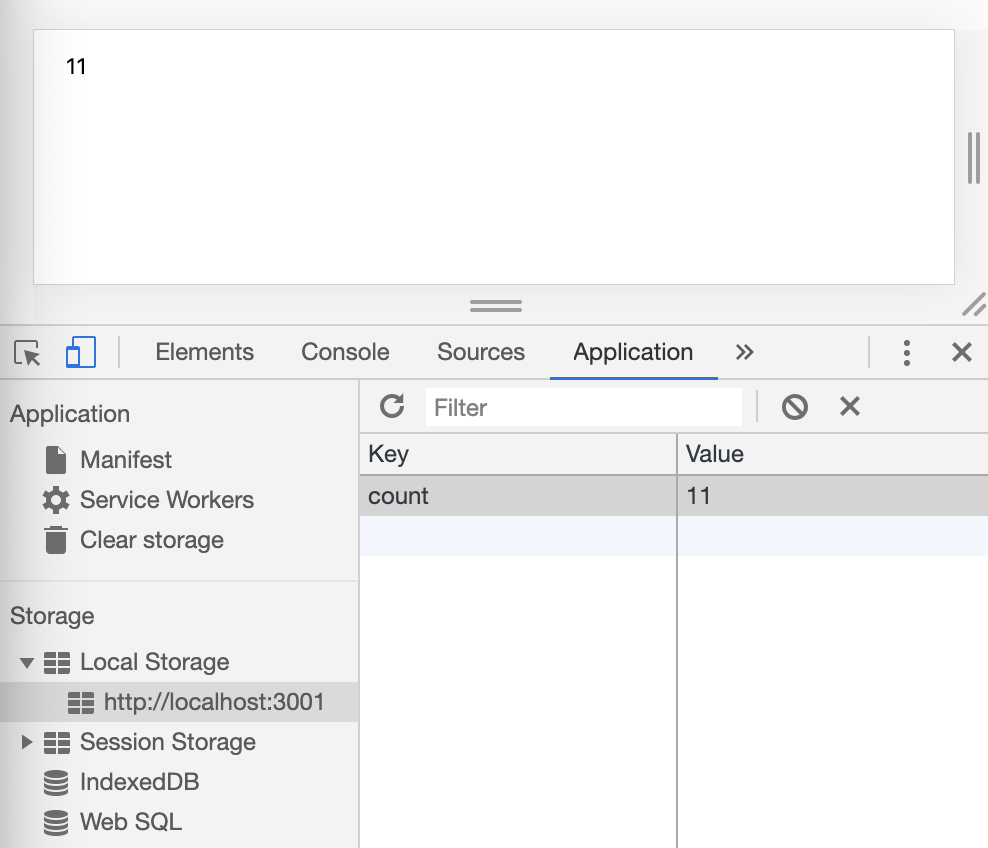 11
Elements Console Sources Application
Application
Manifest
Service Workers
Clear storage
Storage
Local Storage
http://localhost:3001
Session Storage
IndexedDB
Web SQL
Filter
Key Value
count 11